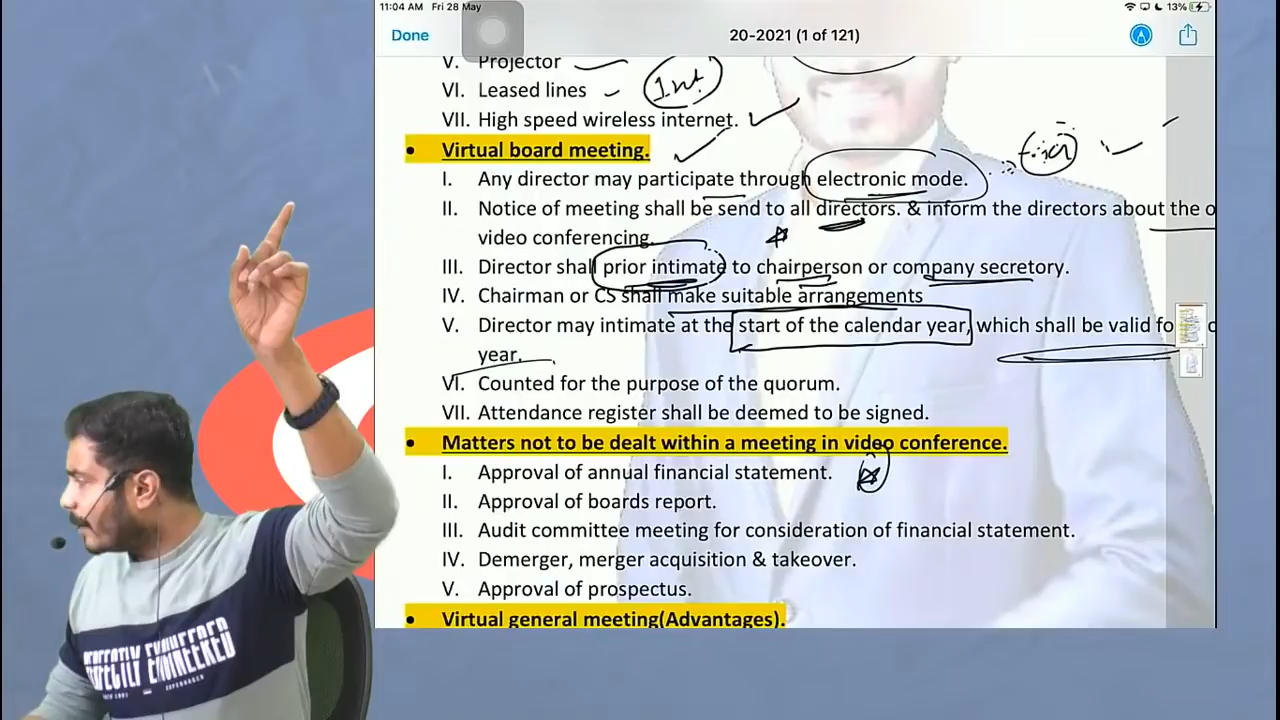 11:04 AM Fri 28 May
13%
Done
20-2021 (1 of 121)
V. Projector
VI. Leased lines
Int
VII. High speed wireless internet.
• Virtual board meeting.
I. Any director may participate through electronic mode.
II. Notice of meeting shall be send to all directors. & inform the directors about the o
video conferencing.
III. Director shall prior intimate to chairperson or company secretory.
IV. Chairman or CS shall make suitable arrangements
V. Director may intimate at the start of the calendar year, which shall be valid fo
year.
VI. Counted for the purpose of the quorum.
VII. Attendance register shall be deemed to be signed.
• Matters not to be dealt within a meeting in video conference.
I. Approval of annual financial statement.
II. Approval of boards report.
III. Audit committee meeting for consideration of financial statement.
IV. Demerger, merger acquisition & takeover.
V. Approval of prospectus.
• Virtual general meeting(Advantages).
PERFECTLY ENGINEERED
COPENHAGEN